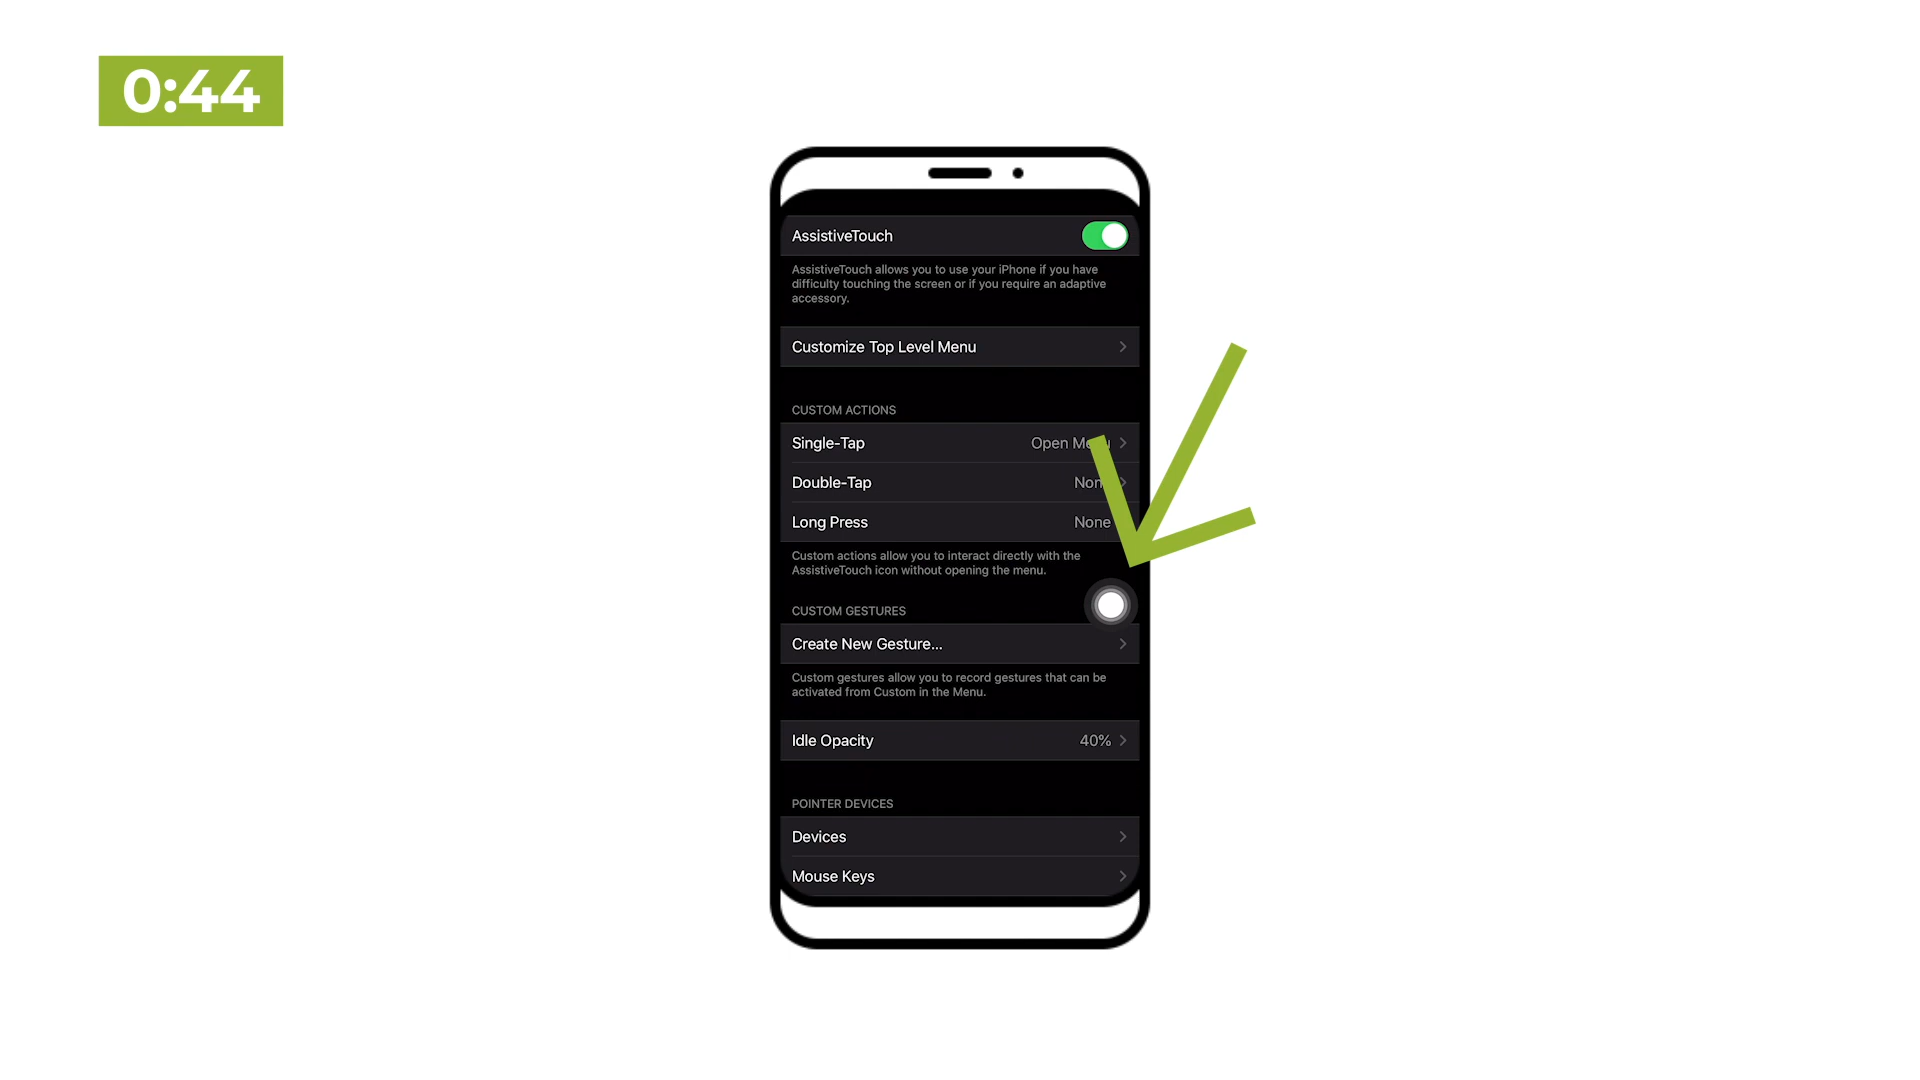 0:44
AssistiveTouch
AssistiveTouch allows you to use your iPhone if you have
difficulty touching the screen or if you require an adaptive
accessory.
Customize Top Level Menu
CUSTOM ACTIONS
Single-Tap Open Menu
Double-Tap None
Long Press None
Custom actions allow you to interact directly with the
AssistiveTouch icon without opening the menu.
CUSTOM GESTURES
Create New Gesture...
Custom gestures allow you to record gestures that can be
activated from Custom in the Menu.
Idle Opacity 40%
POINTER DEVICES
Devices
Mouse Keys